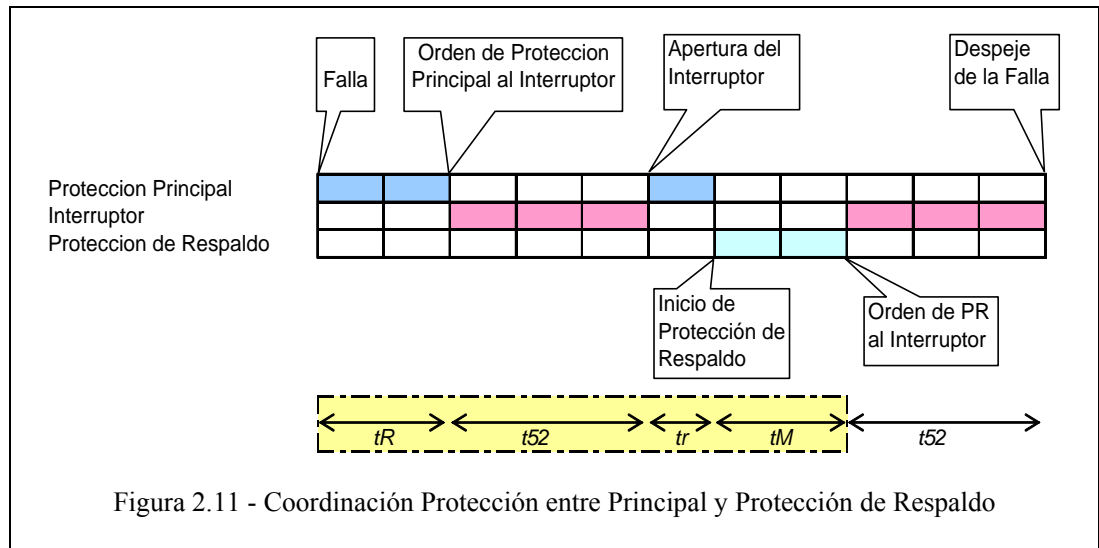 Falla
Orden de Proteccion
Principal al Interruptor
Apertura del
Interruptor
Despeje
de la Falla
Proteccion Principal
Interruptor
Proteccion de Respaldo
Inicio de
Protección de
Respaldo
Orden de PR
al Interruptor
tR
t52
tr
tM
t52
Figura 2.11 - Coordinación Protección entre Principal y Protección de Respaldo